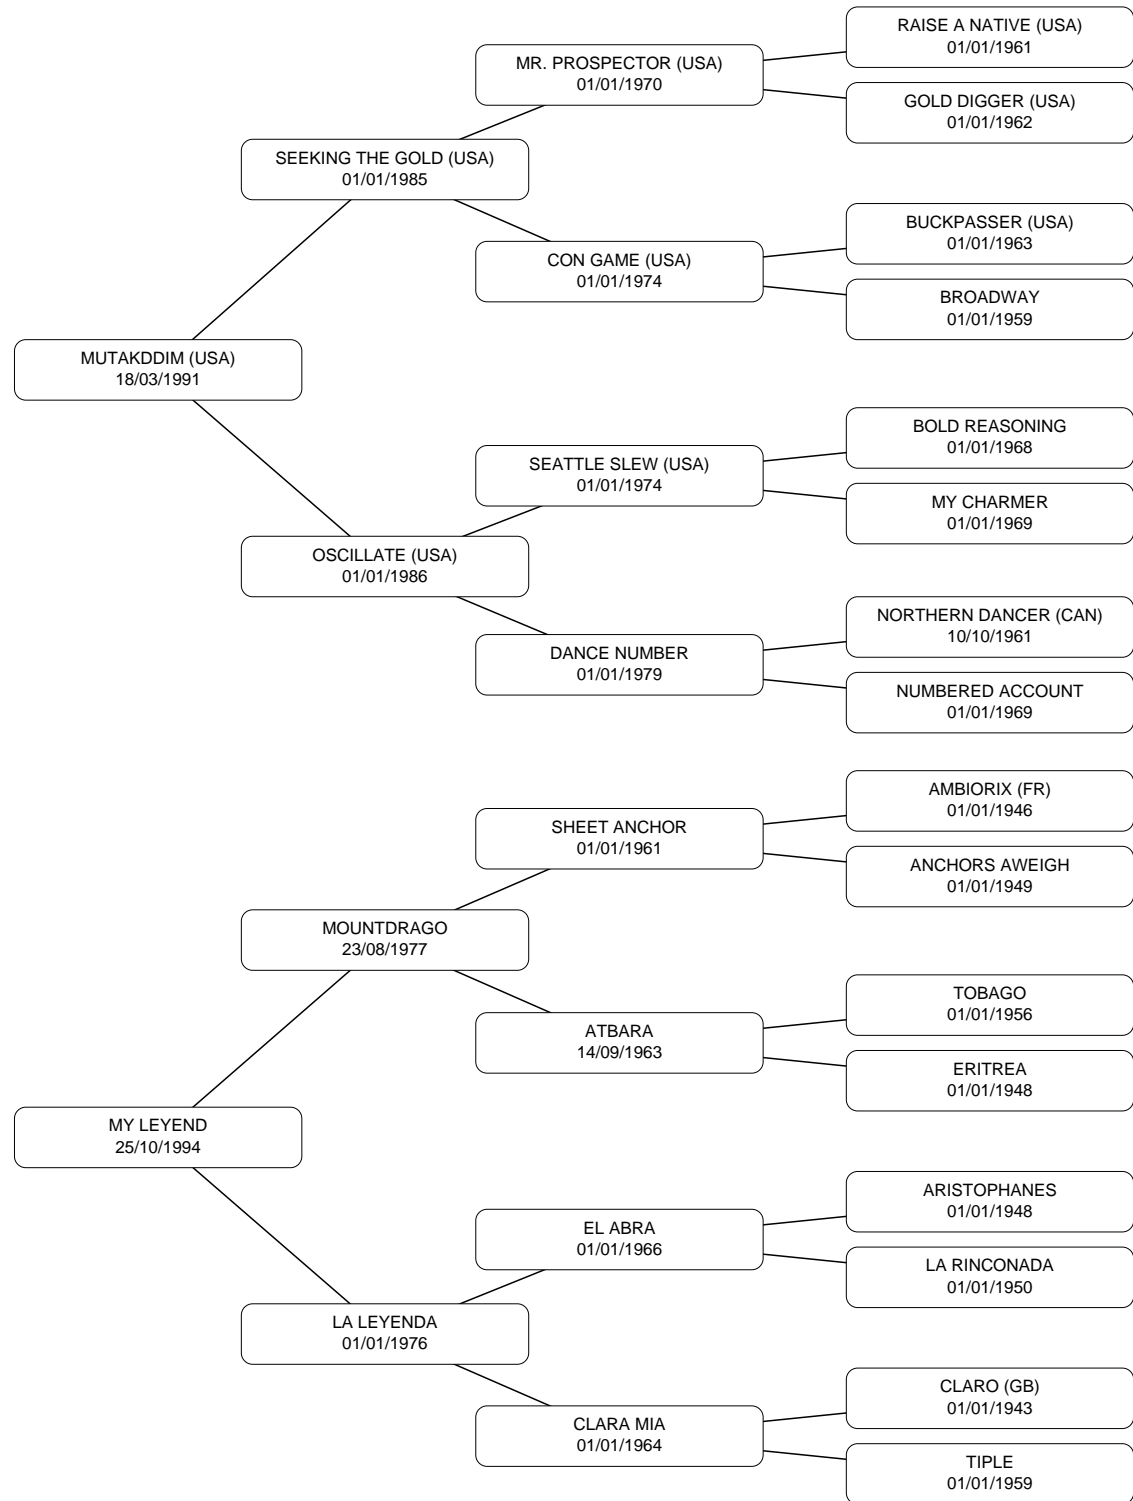 RAISE A NATIVE (USA)
01/01/1961
MR. PROSPECTOR (USA)
01/01/1970
GOLD DIGGER (USA)
01/01/1962
SEEKING THE GOLD (USA)
01/01/1985
BUCKPASSER (USA)
01/01/1963
CON GAME (USA)
01/01/1974
BROADWAY
01/01/1959
MUTAKDDIM (USA)
18/03/1991
BOLD REASONING
01/01/1968
SEATTLE SLEW (USA)
01/01/1974
MY CHARMER
01/01/1969
OSCILLATE (USA)
01/01/1986
NORTHERN DANCER (CAN)
10/10/1961
DANCE NUMBER
01/01/1979
NUMBERED ACCOUNT
01/01/1969
AMBIORIX (FR)
01/01/1946
SHEET ANCHOR
01/01/1961
ANCHORS AWEIGH
01/01/1949
MOUNTDRAGO
23/08/1977
TOBAGO
01/01/1956
ATBARA
14/09/1963
ERITREA
01/01/1948
MY LEYEND
25/10/1994
ARISTOPHANES
01/01/1948
EL ABRA
01/01/1966
LA RINCONADA
01/01/1950
LA LEYENDA
01/01/1976
CLARO (GB)
01/01/1943
CLARA MIA
01/01/1964
TIPLE
01/01/1959